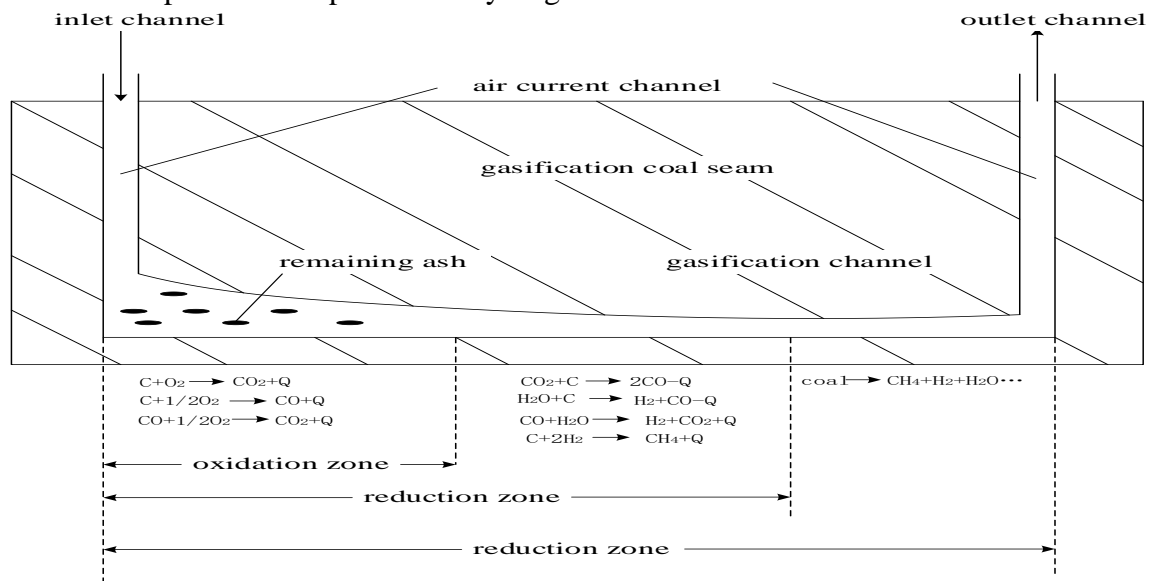 inlet channel
outlet channel
air current channel
gasification coal seam
remaining ash
gasification channel
C+O2 → CO2+Q
C+1/2O2 → CO+Q
CO+1/2O2 → CO2+Q
CO2+C → 2CO-Q
H2O+C → H2+CO-Q
CO+H2O → H2+CO2+Q
C+2H2 → CH4+Q
coal → CH4+H2+H2O···
oxidation zone
reduction zone
reduction zone